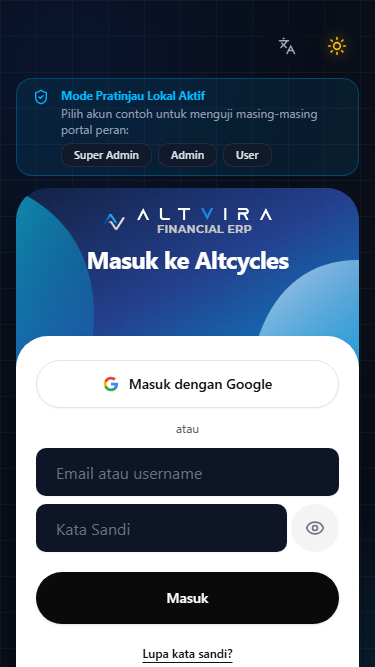 Mode Pratinjau Lokal Aktif
Pilih akun contoh untuk menguji masing-masing
portal peran:
Super Admin Admin User
ALTVIRA
FINANCIAL ERP
Masuk ke Altcycles
Masuk dengan Google
atau
Email atau username
Kata Sandi
Masuk
Lupa kata sandi?